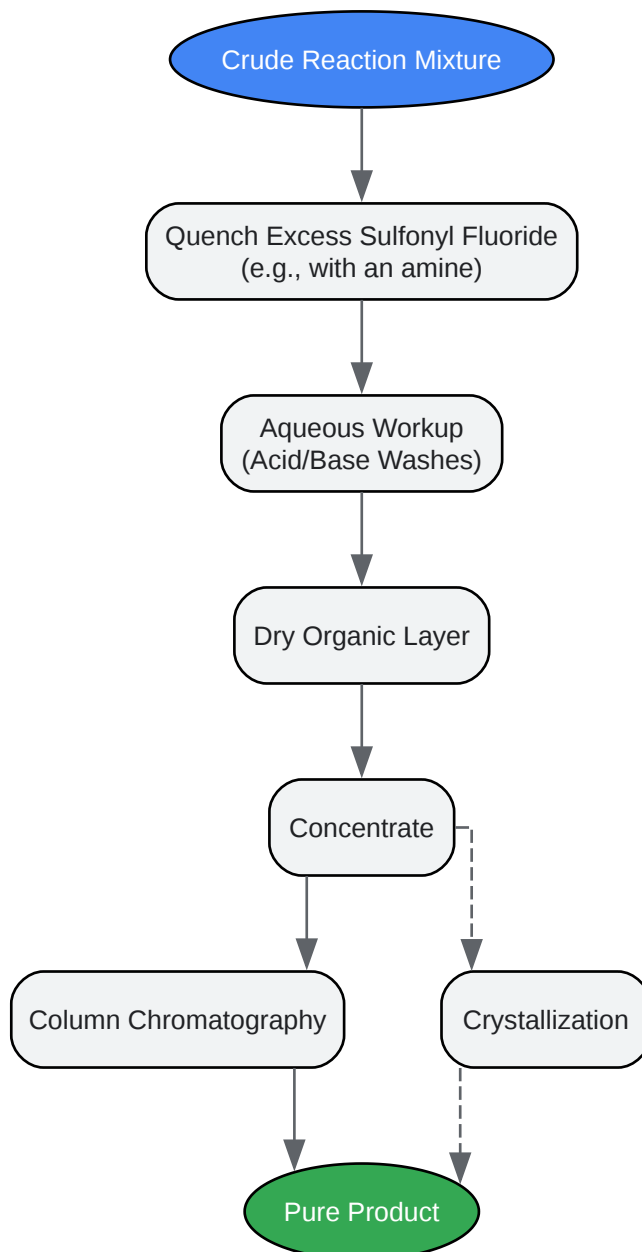 Crude Reaction Mixture
Quench Excess Sulfonyl Fluoride
(e.g., with an amine)
Aqueous Workup
(Acid/Base Washes)
Dry Organic Layer
Concentrate
Column Chromatography
Crystallization
Pure Product